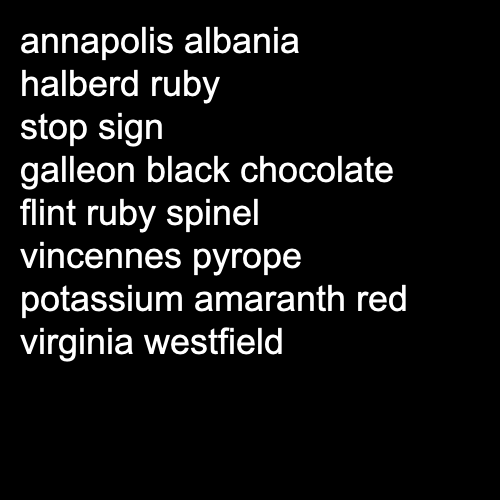 annapolis albania
halberd ruby
stop sign
galleon black chocolate
flint ruby spinel
vincennes pyrope
potassium amaranth red
virginia westfield